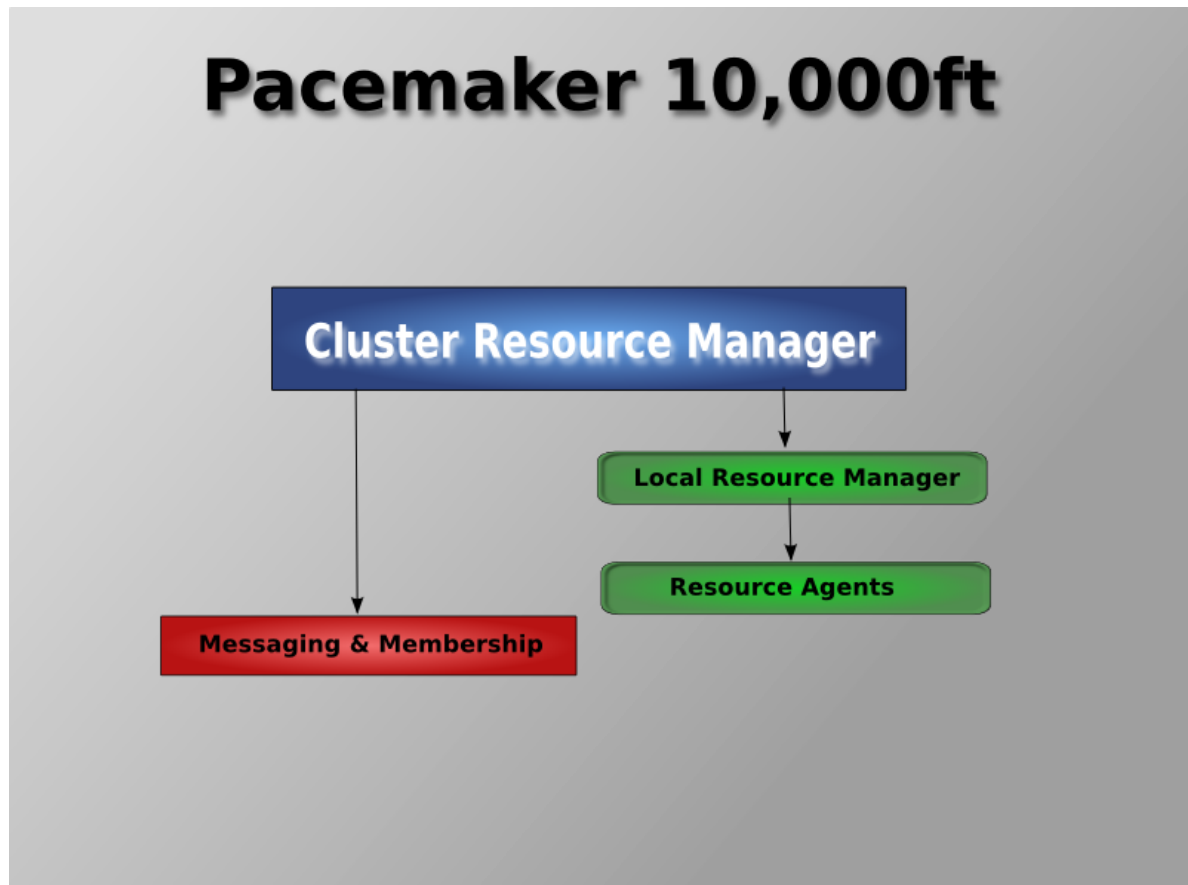 Pacemaker 10,000ft
Cluster Resource Manager
Local Resource Manager
Resource Agents
Messaging & Membership